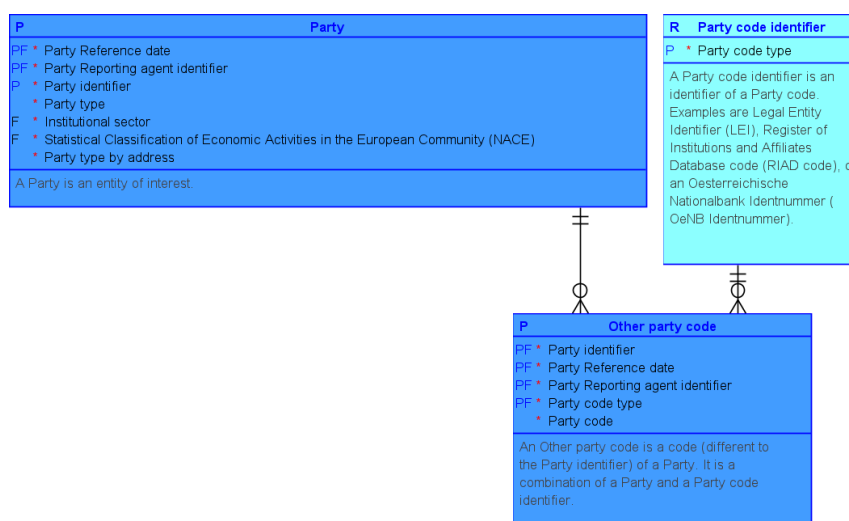 P Party
PF * Party Reference date
PF * Party Reporting agent identifier
P * Party identifier
* Party type
F * Institutional sector
F * Statistical Classification of Economic Activities in the European Community (NACE)
* Party type by address
A Party is an entity of interest.
R Party code identifier
P * Party code type
A Party code identifier is an
identifier of a Party code.
Examples are Legal Entity
Identifier (LEI), Register of
Institutions and Affiliates
Database code (RIAD code),
an Oesterreichische
Nationalbank Identnummer (
OeNB Identnummer).
P Other party code
PF * Party identifier
PF * Party Reference date
PF * Party Reporting agent identifier
PF * Party code type
* Party code
An Other party code is a code (different to
the Party identifier) of a Party. It is a
combination of a Party and a Party code
identifier.